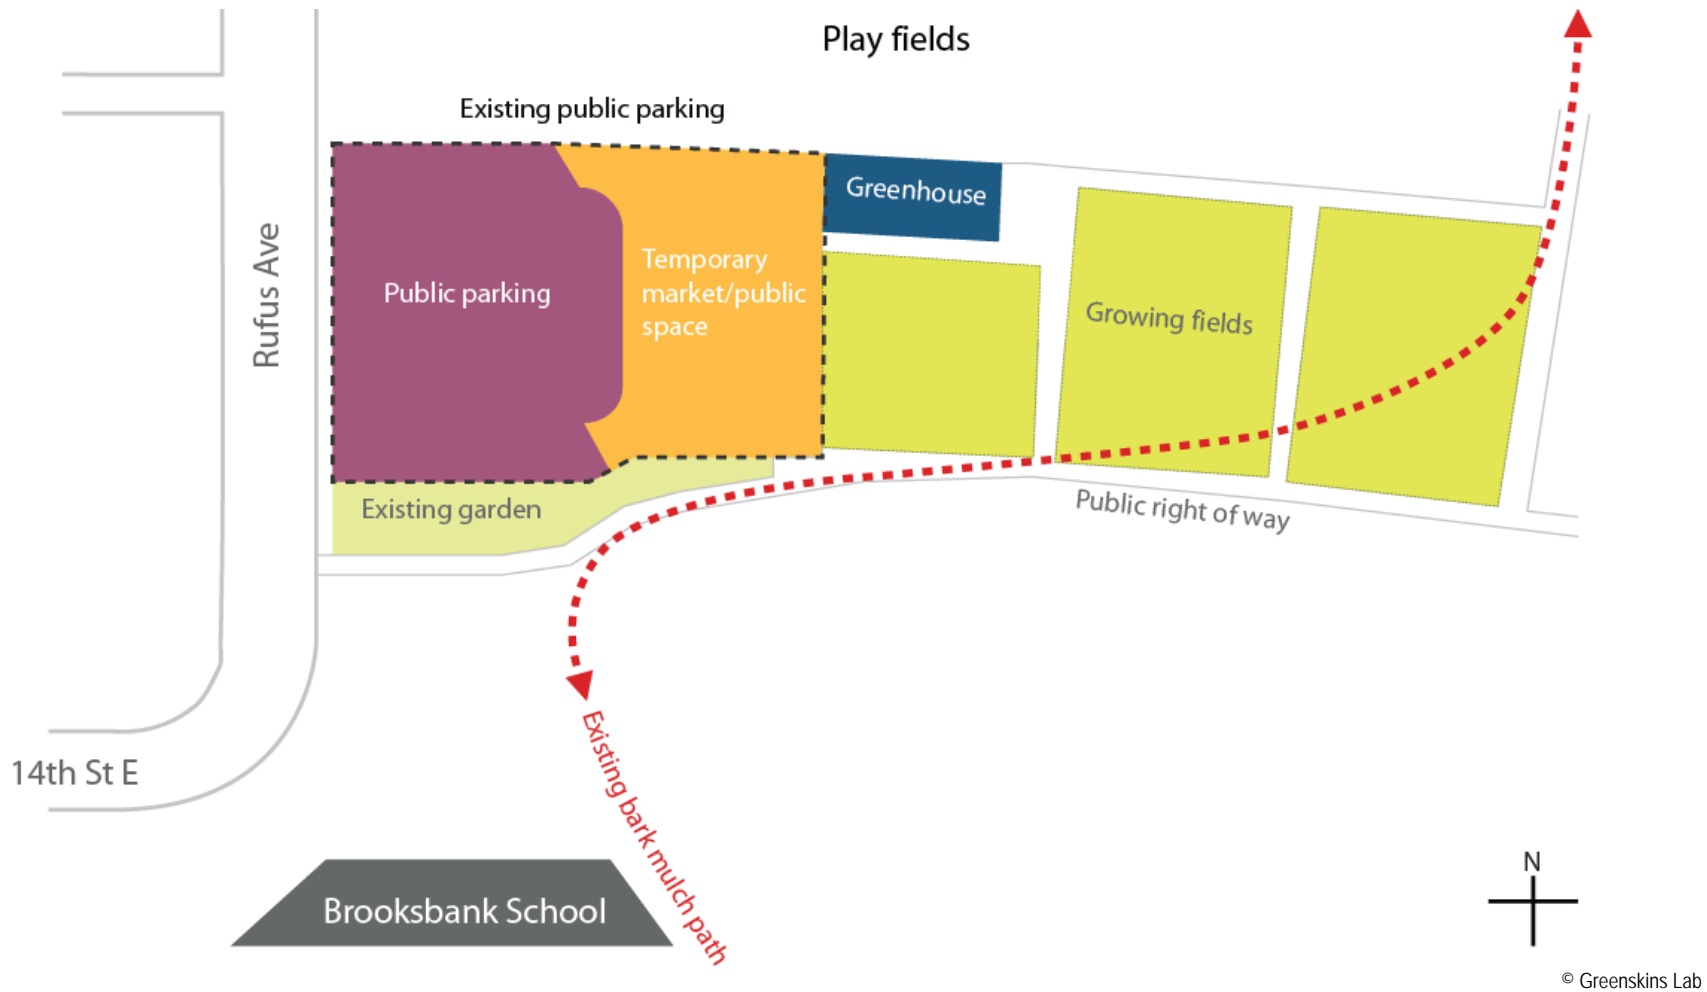 Play fields
Existing public parking
Greenhouse
Rufus Ave
Public parking
Temporary
market/public
space
Growing fields
Existing garden
Public right of way
14th St E
Existing bark mulch path
Brooksbank School
N
© Greenskins Lab